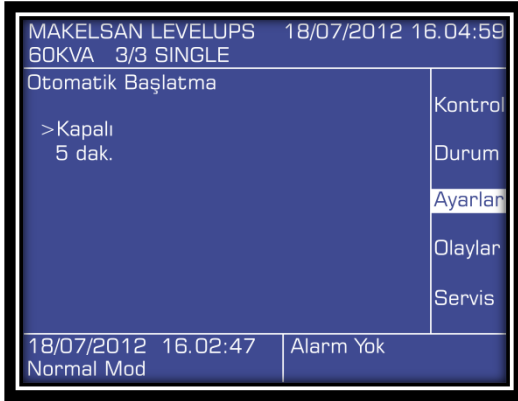 MAKELSAN LEVELUPS 18/07/2012 16.04:59
60KVA 3/3 SINGLE
Otomatik Başlatma
>Kapalı
5 dak.
Kontrol
Durum
Ayarlar
Olaylar
Servis
18/07/2012 16.02:47 Alarm Yok
Normal Mod